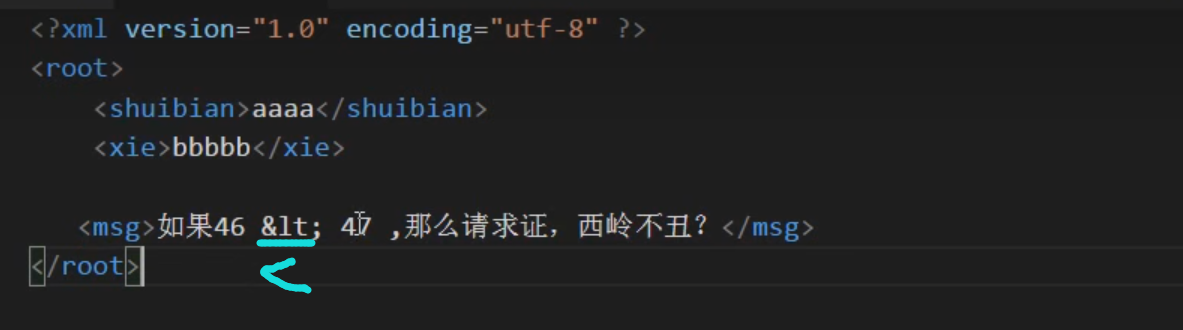 <?xml version="1.0" encoding="utf-8" ?>
<root>
<shuibian>aaaa</shuibian>
<xie>bbbbb</xie>
<msg>如果46 &lt; 47 ,那么请求证，西岭不丑？</msg>
</root>
<